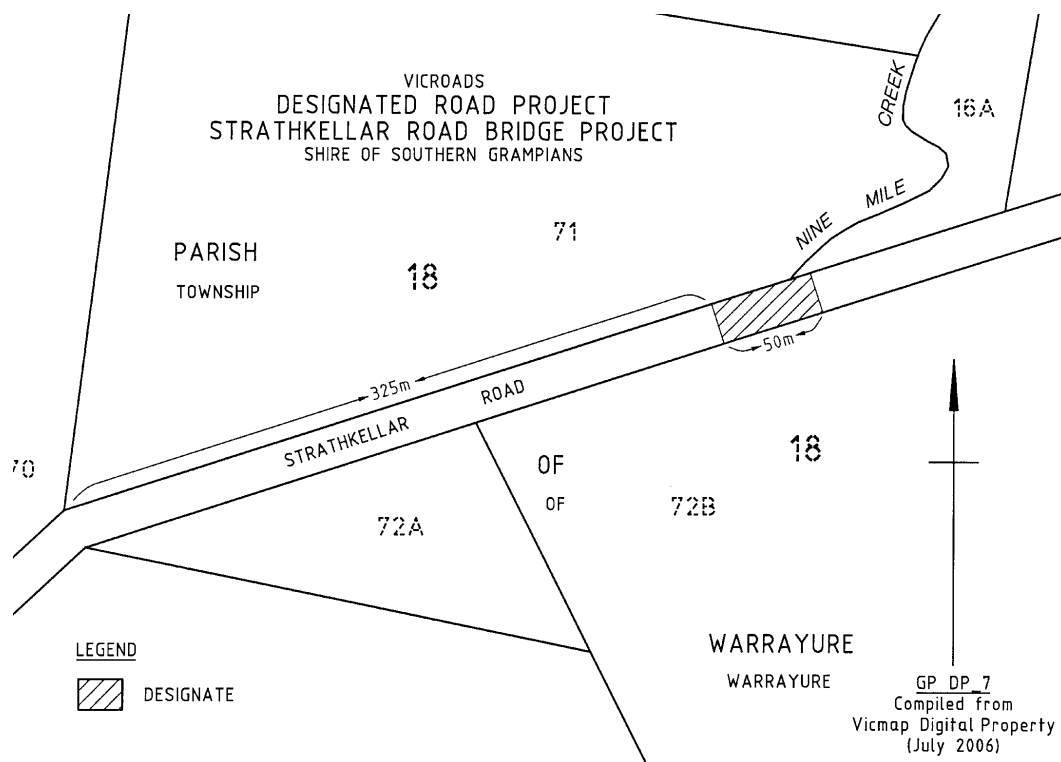 VICROADS
DESIGNATED ROAD PROJECT
STRATHKELLAR ROAD BRIDGE PROJECT
SHIRE OF SOUTHERN GRAMPIANS
CREEK
16A
NINE MILE
71
PARISH
TOWNSHIP
18
50m
325m
STRATHKELLAR ROAD
70
OF
OF
18
72A
72B
WARRAYURE
WARRAYURE
LEGEND
DESIGNATE
GP DP_7
Compiled from
Vicmap Digital Property
(July 2006)